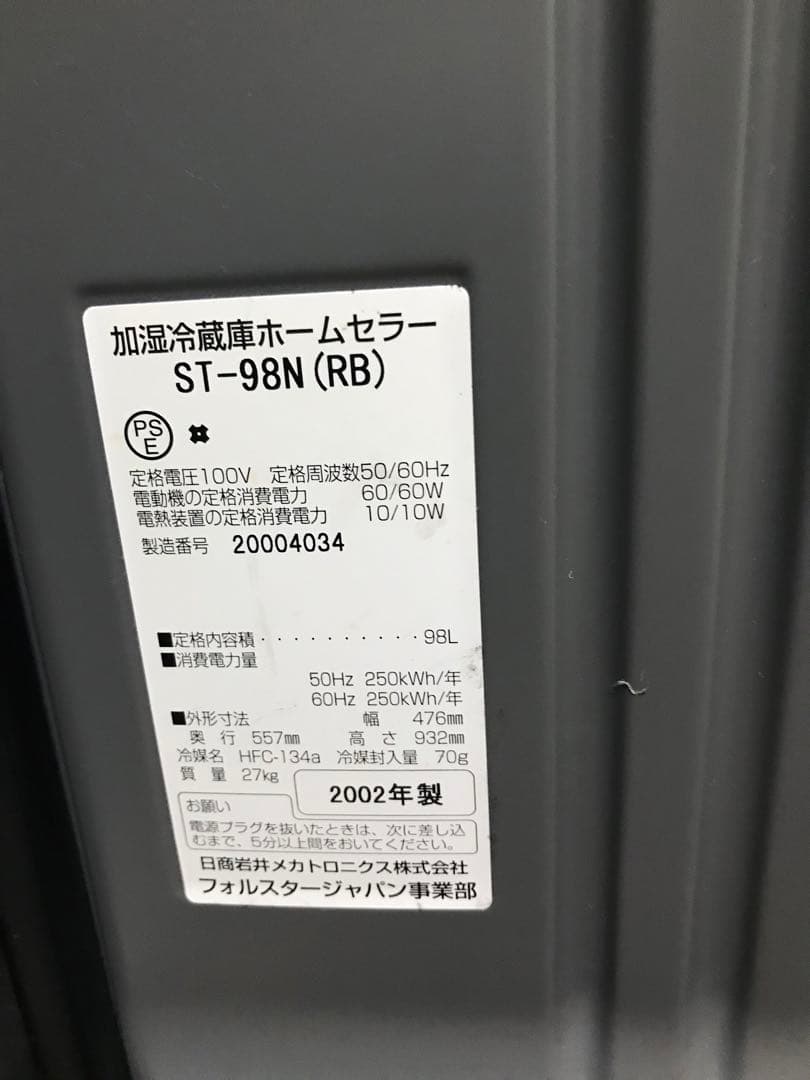 加湿冷蔵庫ホームセラー
ST-98N(RB)
PS
E
定格電圧100V 定格周波数50/60Hz
電動機の定格消費電力 60/60W
電熱装置の定格消費電力 10/10W
製造番号 20004034
■定格内容積・・・・・・・・・・98L
■消費電力量
50Hz 250kWh/年
60Hz 250kWh/年
■外形寸法 幅 476mm
奥行 557mm 高さ 932mm
冷媒名 HFC-134a 冷媒封入量 70g
質量 27kg
2002年製
お願い
電源プラグを抜いたときは、次に差し込
むまで、5分以上間をおいてください。
日商岩井メカトロニクス株式会社
フォルスタージャパン事業部